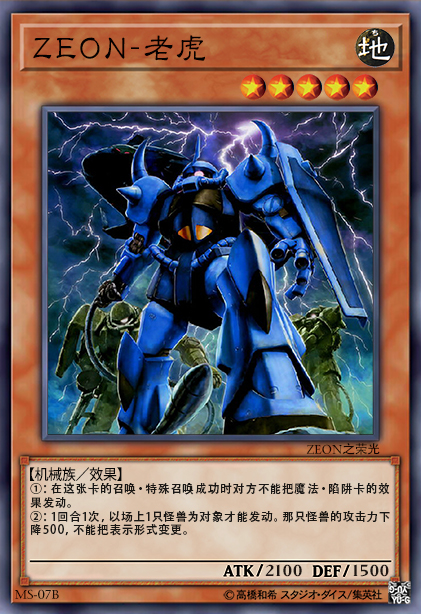 ZEON-老虎
地
ち
ZEON之荣光
【机械族／效果】
①：在这张卡的召唤·特殊召唤成功时对方不能把魔法·陷阱卡的效
果发动。
②：1回合1次，以场上1只怪兽为对象才能发动。那只怪兽的攻击力下
降500，不能把表示形式变更。
ATK/2100 DEF/1500
MS-07B
©高橋和希 スタジオ・ダイス/集英社